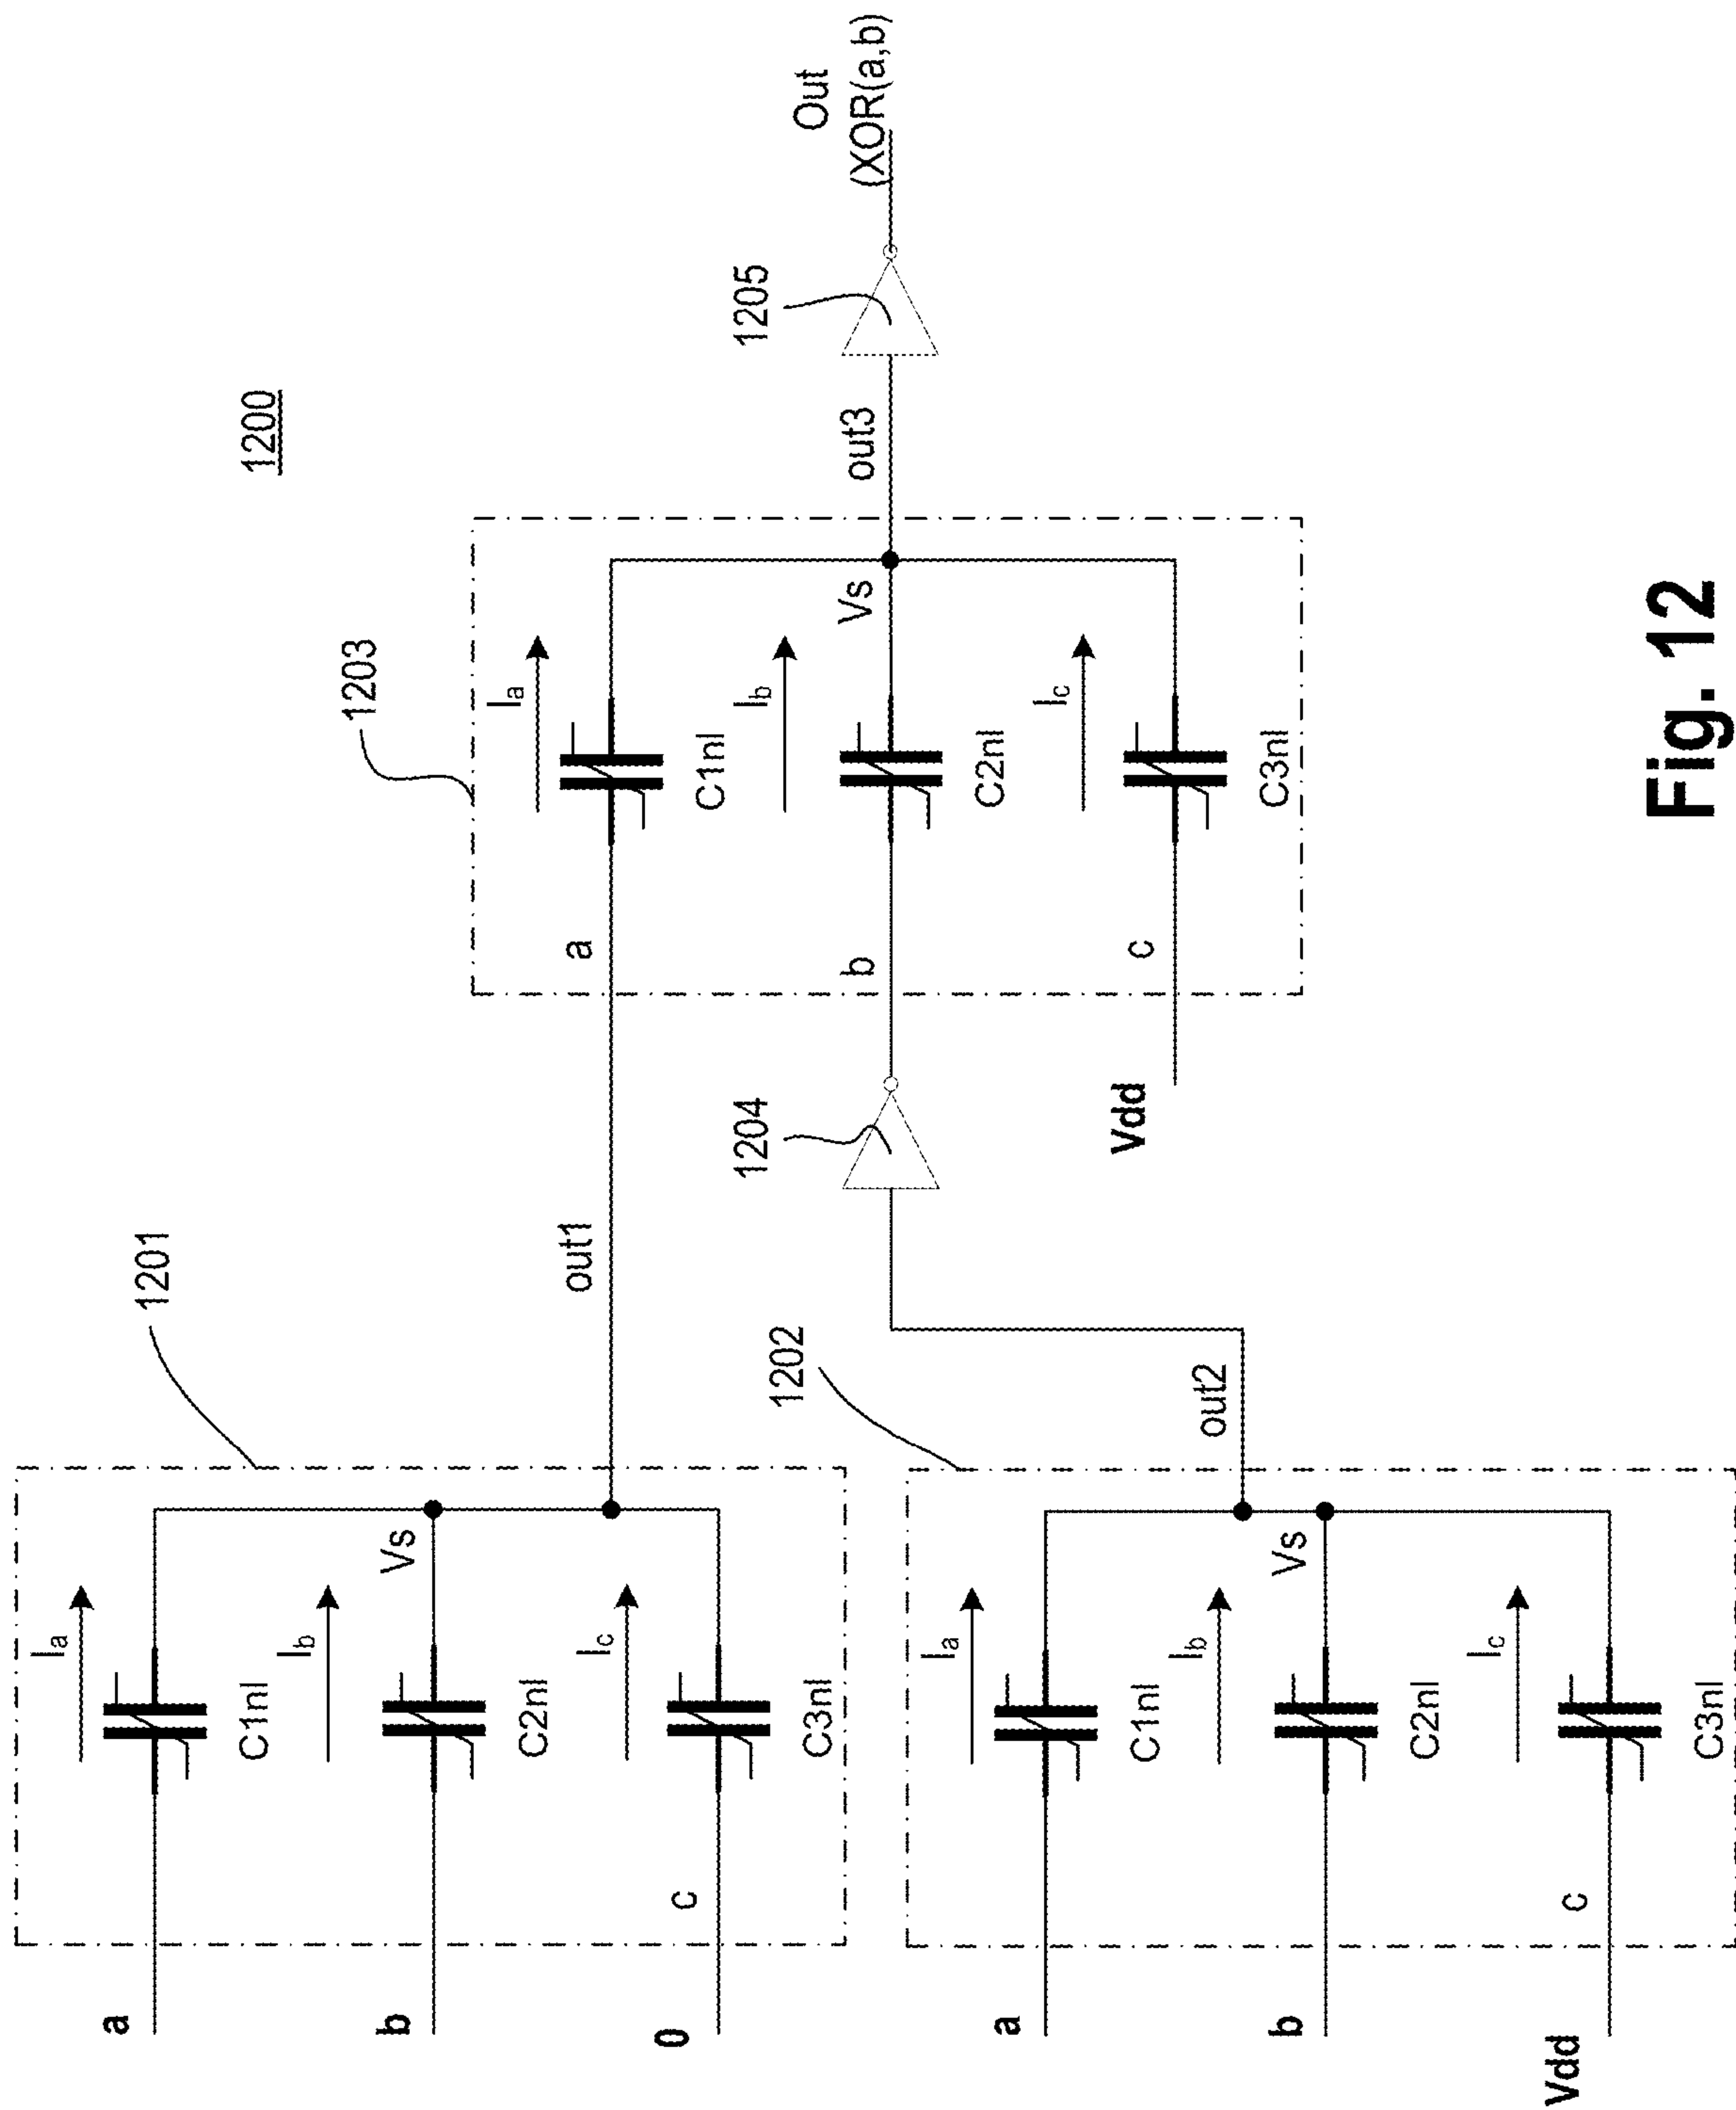 1200
1201
a
b
0
c
Ia
C1nl
Ib
C2nl
Ic
C3nl
Vs
out1
1202
a
b
Vdd
c
Ia
C1nl
Ib
C2nl
Ic
C3nl
Vs
out2
1204
1203
a
b
c
Vdd
Ia
C1nl
Ib
C2nl
Ic
C3nl
Vs
out3
1205
Out
(XOR(a,b)
Fig. 12